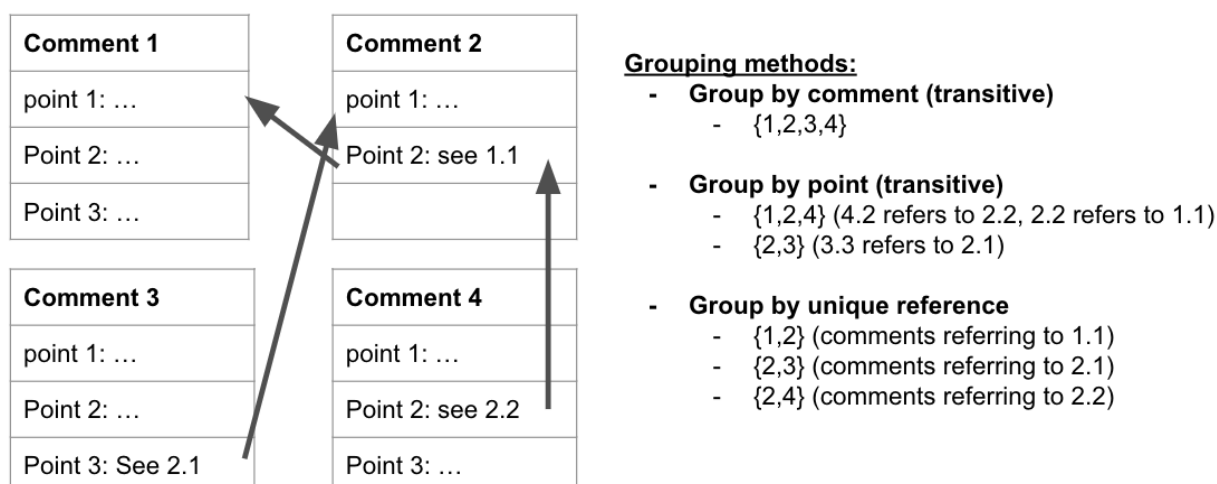 Comment 1
point 1: …
Point 2: …
Point 3: …
Comment 2
point 1: …
Point 2: see 1.1
Comment 3
point 1: …
Point 2: …
Point 3: See 2.1
Comment 4
point 1: …
Point 2: see 2.2
Point 3: …
Grouping methods:
- Group by comment (transitive)
- {1,2,3,4}
- Group by point (transitive)
- {1,2,4} (4.2 refers to 2.2, 2.2 refers to 1.1)
- {2,3} (3.3 refers to 2.1)
- Group by unique reference
- {1,2} (comments referring to 1.1)
- {2,3} (comments referring to 2.1)
- {2,4} (comments referring to 2.2)